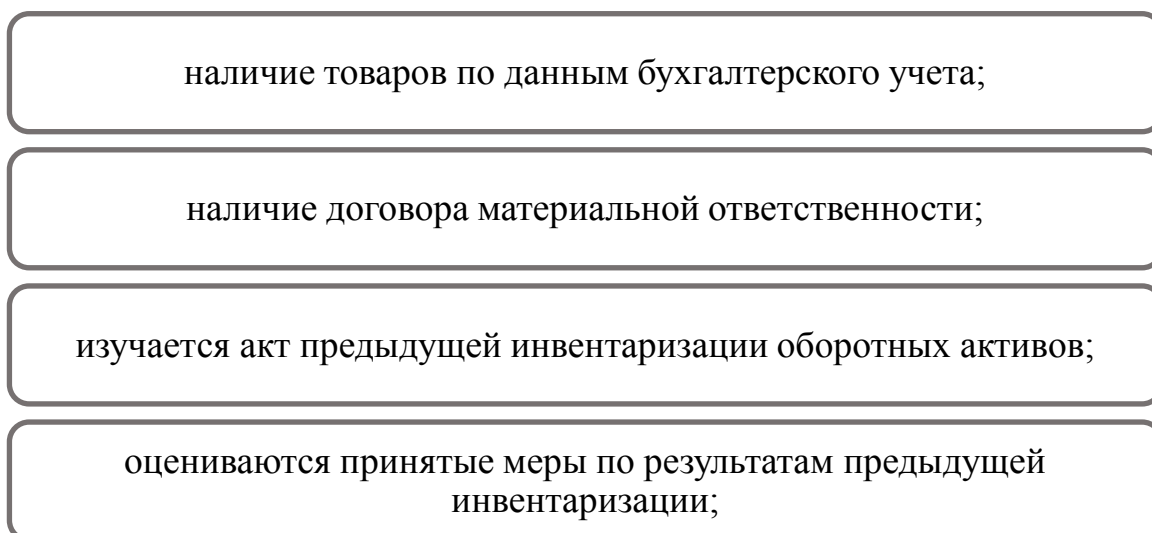 наличие товаров по данным бухгалтерского учета;
наличие договора материальной ответственности;
изучается акт предыдущей инвентаризации оборотных активов;
оцениваются принятые меры по результатам предыдущей
инвентаризации;